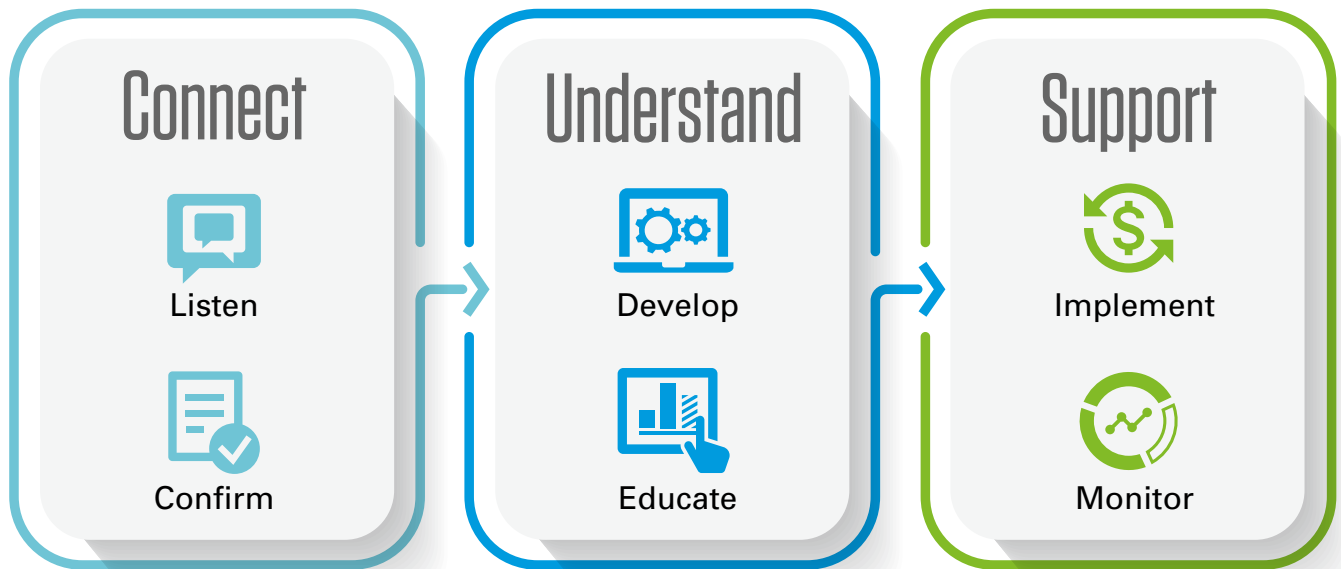 Connect
Listen
Confirm
Understand
Develop
Educate
Support
$
Implement
Monitor